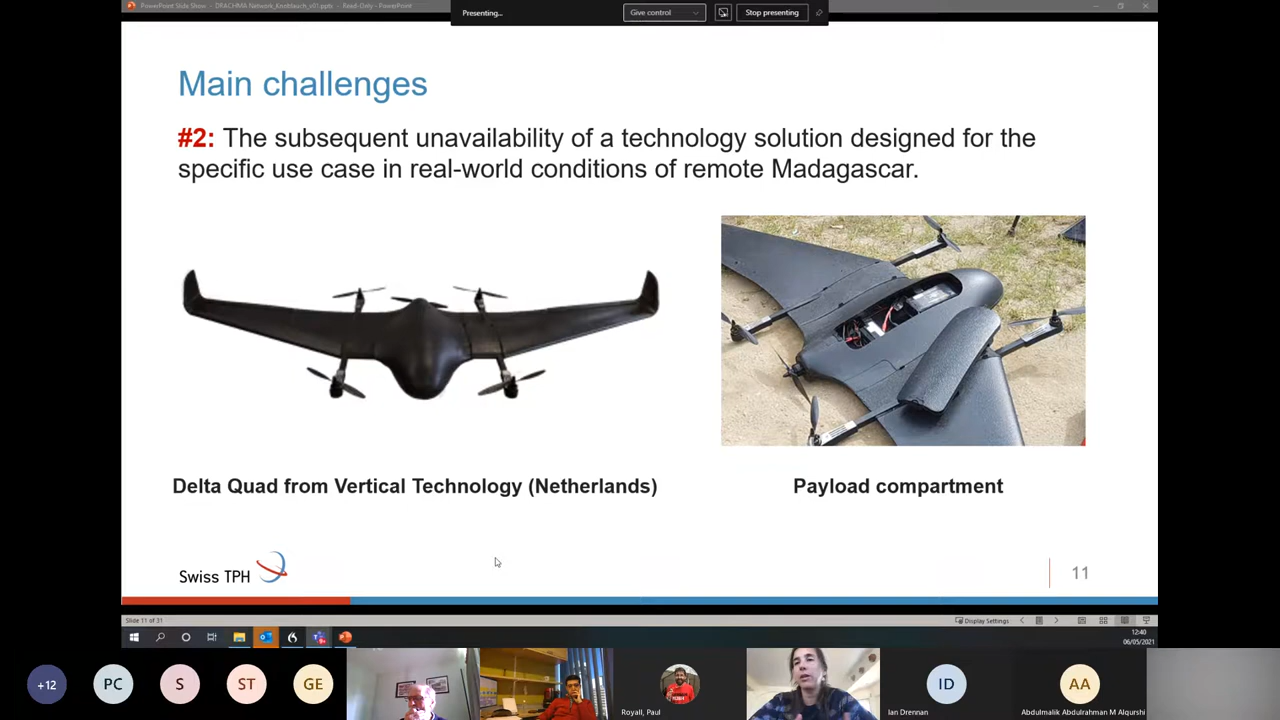 PowerPoint Slide Show - DRACHMA Network_Knoblauch_v01.pptx - Read-Only - PowerPoint
Presenting...
Give control
Stop presenting
Main challenges
#2: The subsequent unavailability of a technology solution designed for the
specific use case in real-world conditions of remote Madagascar.
Delta Quad from Vertical Technology (Netherlands)
Payload compartment
Swiss TPH
11
Slide 11 of 31
Display Settings
12:40
06/05/2021
+12
PC
S
ST
GE
Royall, Paul
ID
Ian Drennan
AA
Abdulmalik Abdulrahman M Alqurshi